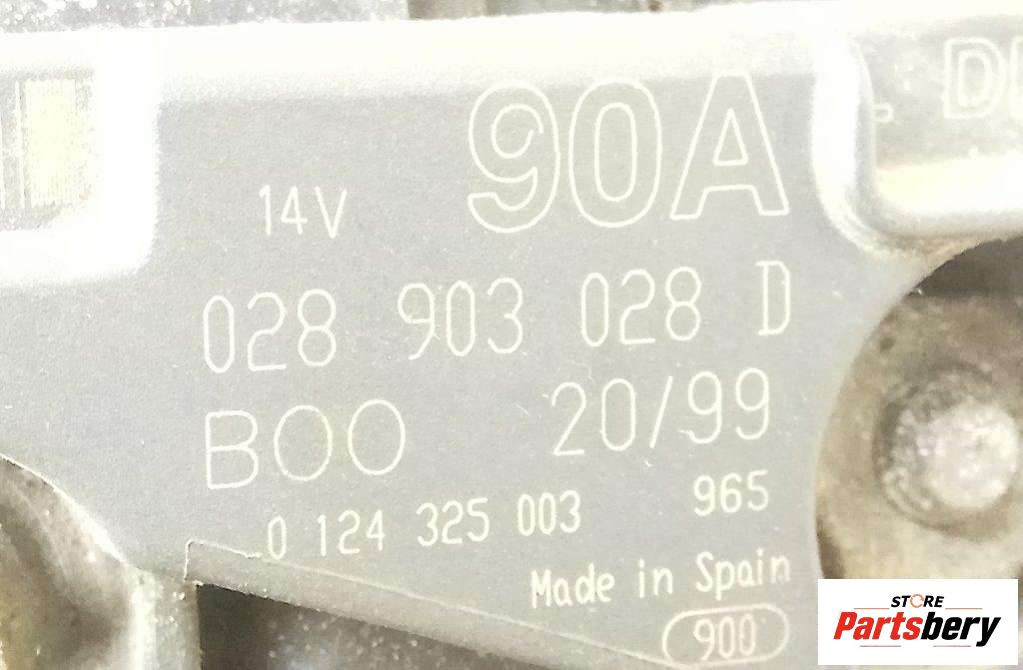 90A
14V
028 903 028 D
BOO 20/99
0 124 325 003 965
Made in Spain
900
STORE
Partsbery